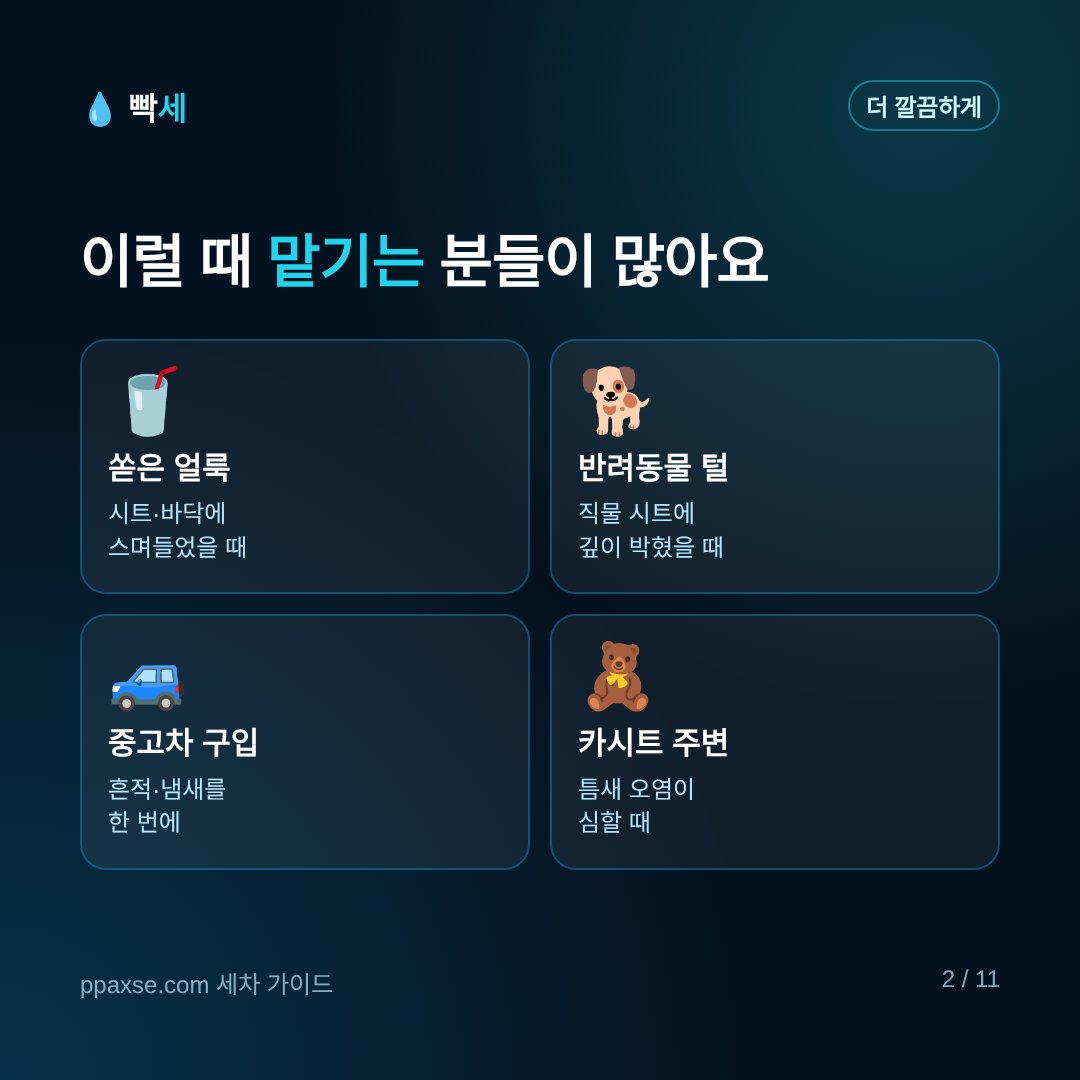 빡세
더 깔끔하게
이럴 때 맡기는 분들이 많아요
쏟은 얼룩
시트·바닥에
스며들었을 때
반려동물 털
직물 시트에
깊이 박혔을 때
중고차 구입
흔적·냄새를
한 번에
카시트 주변
틈새 오염이
심할 때
ppaxse.com 세차 가이드
2 / 11